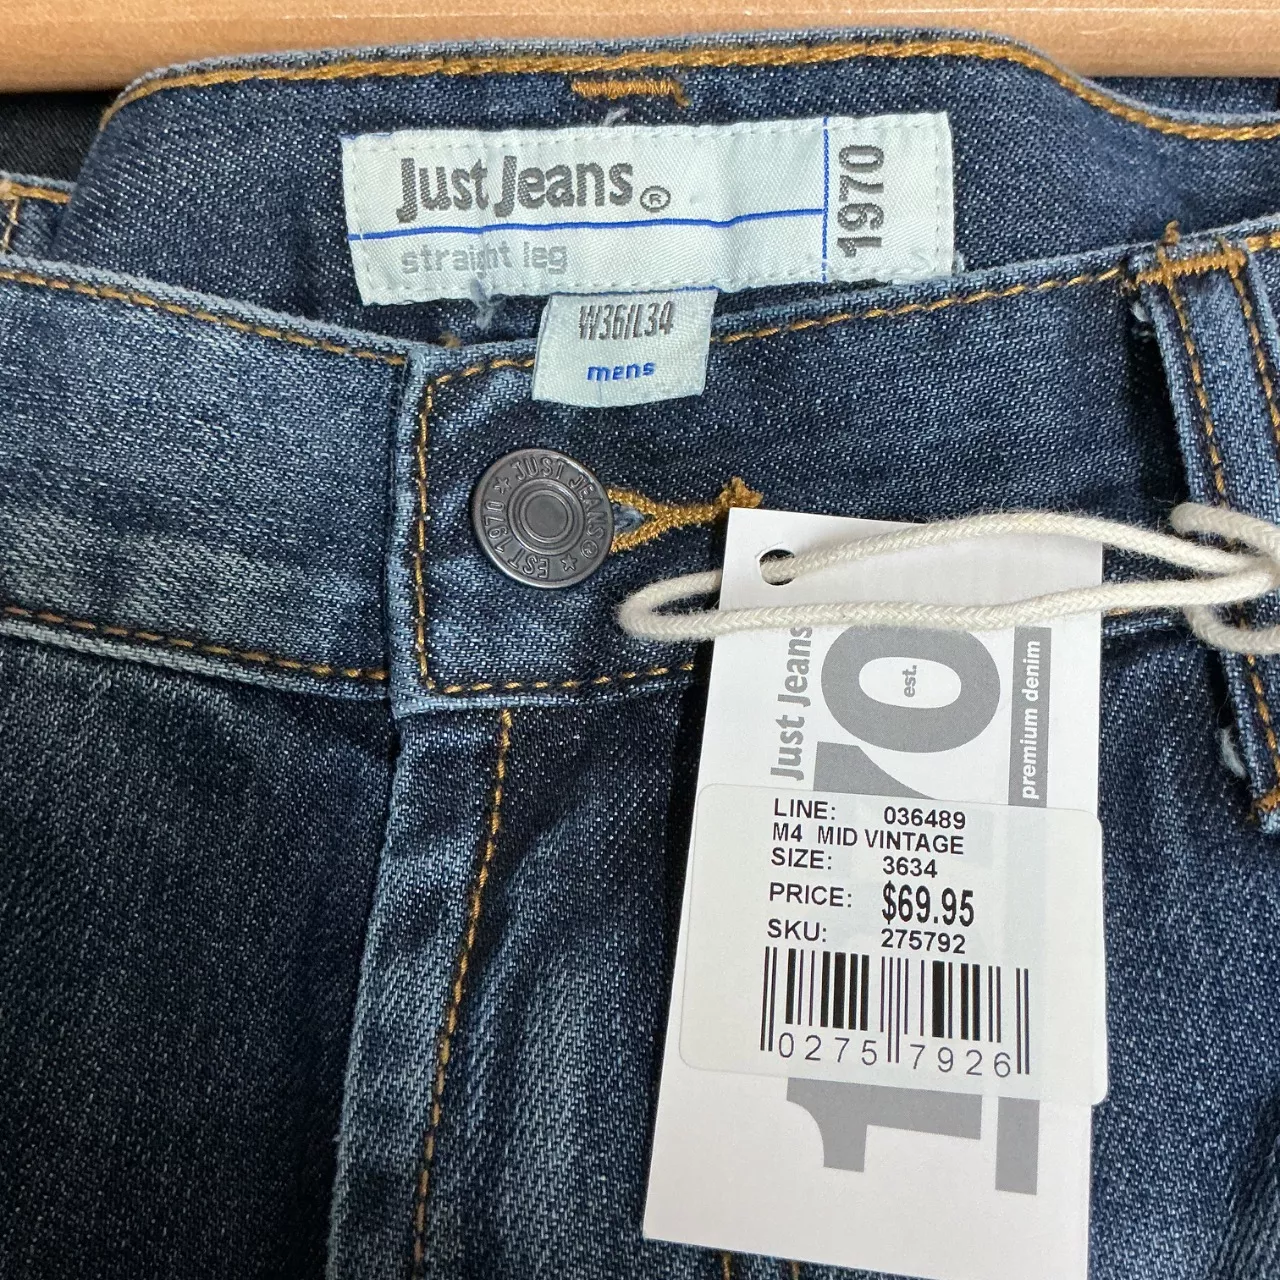 Just Jeans®
straight leg
1970
W36/L34
mens
JUST JEANS®
EST 1970
Just Jeans
est.
premium denim
LINE: 036489
M4 MID VINTAGE
SIZE: 3634
PRICE: $69.95
SKU: 275792
0275 7926